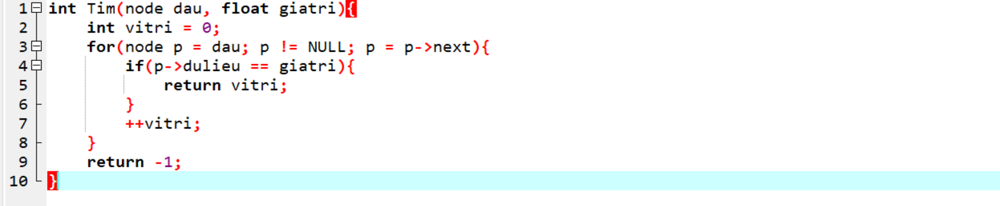 1 int Tim(node dau, float giatri){
2     int vitri = 0;
3     for(node p = dau; p != NULL; p = p->next){
4         if(p->dulieu == giatri){
5             return vitri;
6         }
7         ++vitri;
8     }
9     return -1;
10 }